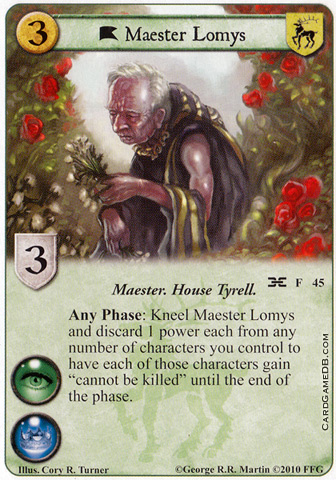 3
Maester Lomys
3
Maester. House Tyrell.
F 45
Any Phase: Kneel Maester Lomys
and discard 1 power each from any
number of characters you control to
have each of those characters gain
“cannot be killed” until the end of
the phase.
CARDGAMEDB.COM
Illus. Cory R. Turner
©George R.R. Martin ©2010 FFG